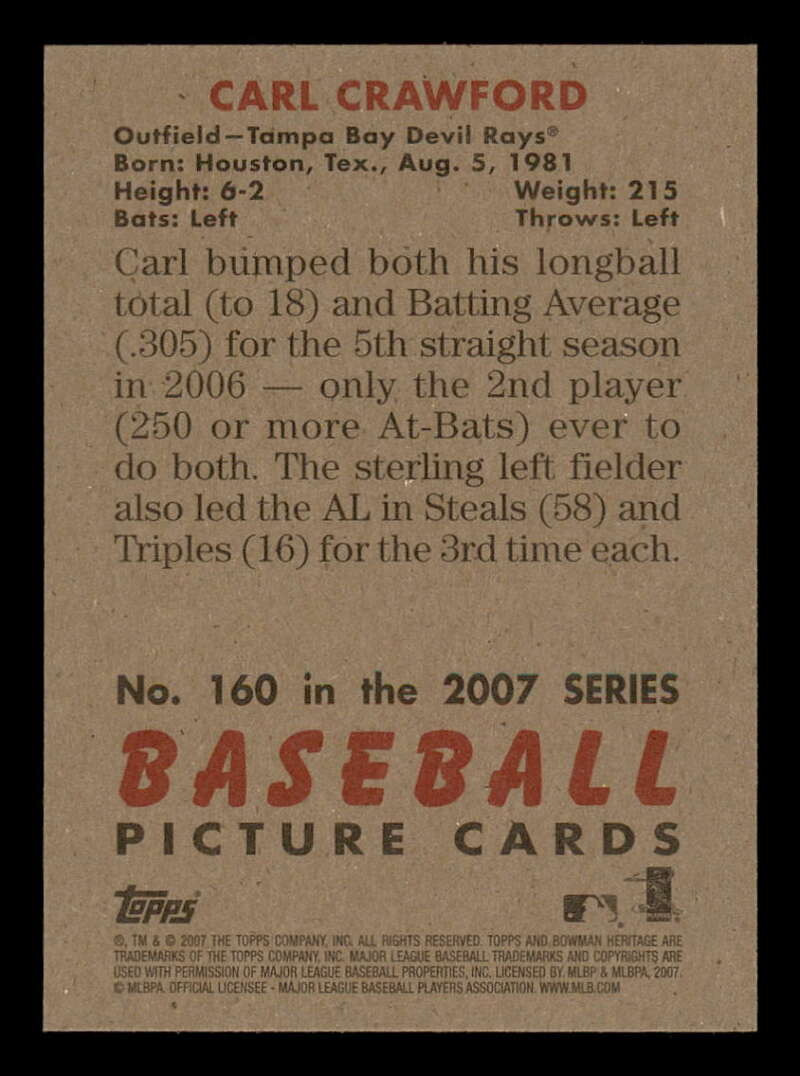 CARL CRAWFORD
Outfield—Tampa Bay Devil Rays®
Born: Houston, Tex., Aug. 5, 1981
Height: 6-2 Weight: 215
Bats: Left Throws: Left
Carl bumped both his longball
total (to 18) and Batting Average
(.305) for the 5th straight season
in 2006 — only the 2nd player
(250 or more At-Bats) ever to
do both. The sterling left fielder
also led the AL in Steals (58) and
Triples (16) for the 3rd time each.
No. 160 in the 2007 SERIES
BASEBALL
PICTURE CARDS
Topps
®, TM & © 2007 THE TOPPS COMPANY, INC. ALL RIGHTS RESERVED. TOPPS AND BOWMAN HERITAGE ARE
TRADEMARKS OF THE TOPPS COMPANY, INC. MAJOR LEAGUE BASEBALL TRADEMARKS AND COPYRIGHTS ARE
USED WITH PERMISSION OF MAJOR LEAGUE BASEBALL PROPERTIES, INC. LICENSED BY MLBP & MLBPA, 2007.
© MLBPA. OFFICIAL LICENSEE - MAJOR LEAGUE BASEBALL PLAYERS ASSOCIATION. WWW.MLB.COM